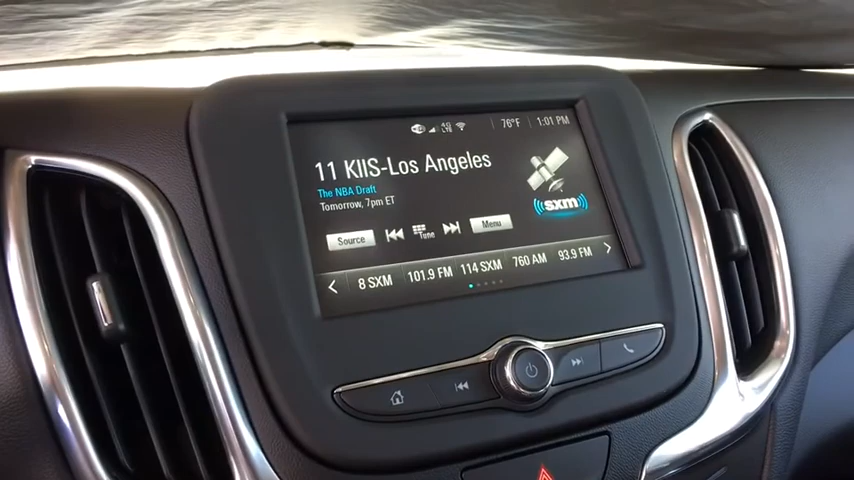 4G 76°F 1:01 PM
11 KIIS-Los Angeles
The NBA Draft
Tomorrow, 7pm ET
sxm
Source Tune Menu
8 SXM 101.9 FM 114 SXM 760 AM 93.9 FM